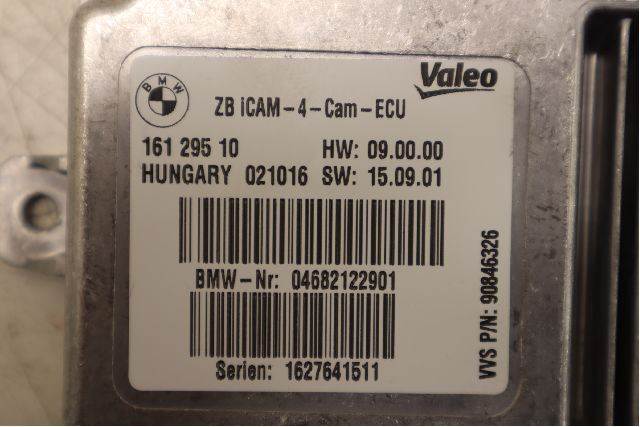 BMW
Valeo
ZB iCAM-4-Cam-ECU
161 295 10 HW: 09.00.00
HUNGARY 021016 SW: 15.09.01
BMW-Nr: 04682122901
Serien: 1627641511
VVS P/N: 90846326